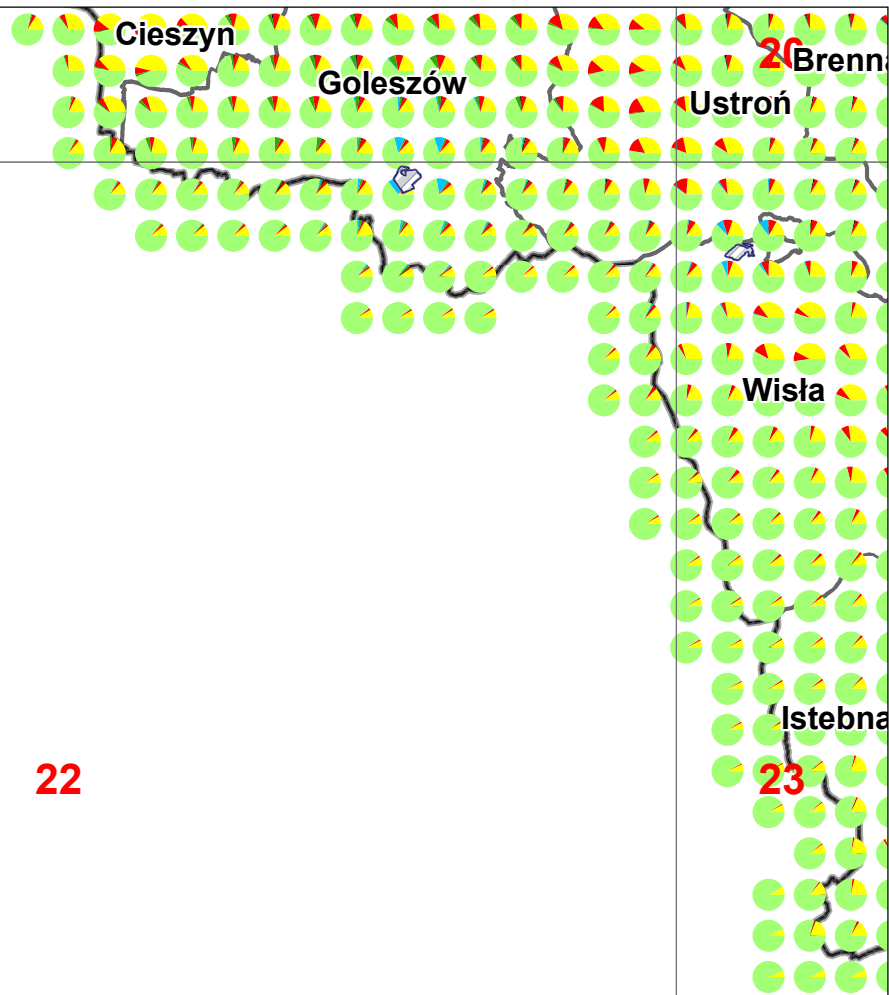 Cieszyn
20
Brenna
Goleszów
Ustroń
Wisła
Istebna
22
23